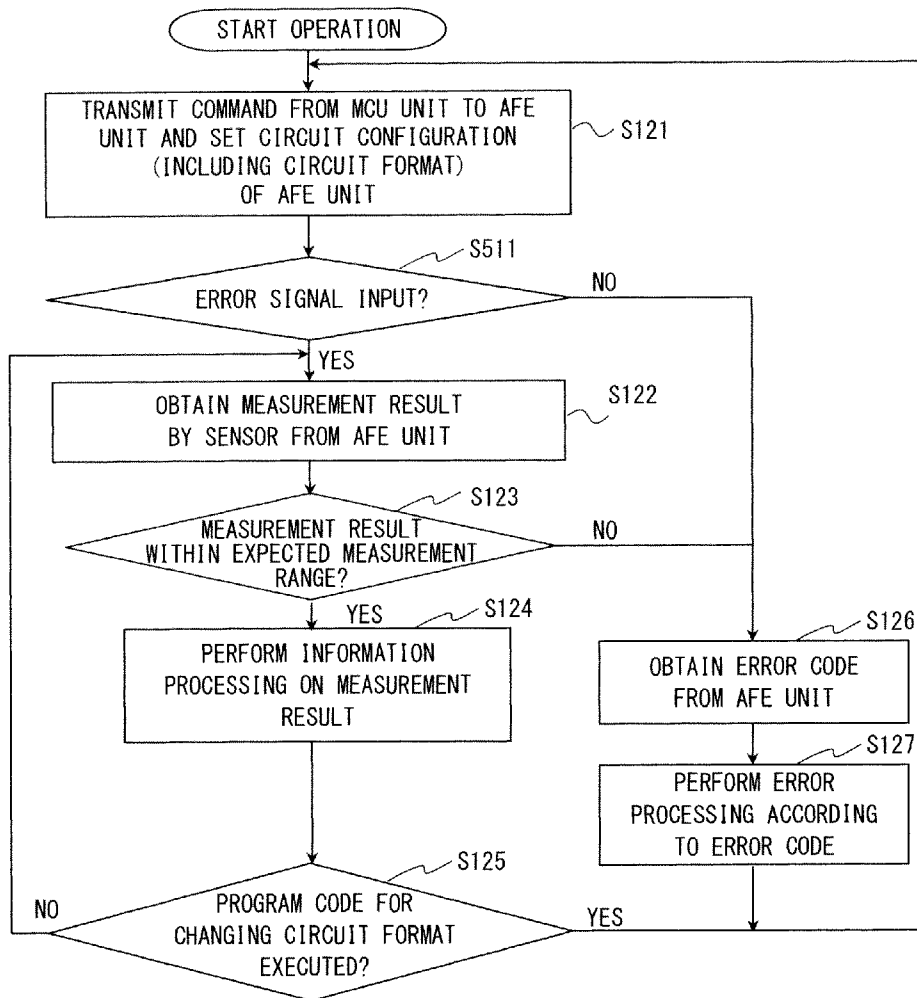 START OPERATION
TRANSMIT COMMAND FROM MCU UNIT TO AFE
UNIT AND SET CIRCUIT CONFIGURATION
(INCLUDING CIRCUIT FORMAT)
OF AFE UNIT
S121
S511
ERROR SIGNAL INPUT?
NO
YES
OBTAIN MEASUREMENT RESULT
BY SENSOR FROM AFE UNIT
S122
S123
MEASUREMENT RESULT
WITHIN EXPECTED MEASUREMENT
RANGE?
NO
YES
S124
PERFORM INFORMATION
PROCESSING ON MEASUREMENT
RESULT
S126
OBTAIN ERROR CODE
FROM AFE UNIT
S127
PERFORM ERROR
PROCESSING ACCORDING
TO ERROR CODE
S125
PROGRAM CODE FOR
CHANGING CIRCUIT FORMAT
EXECUTED?
NO
YES